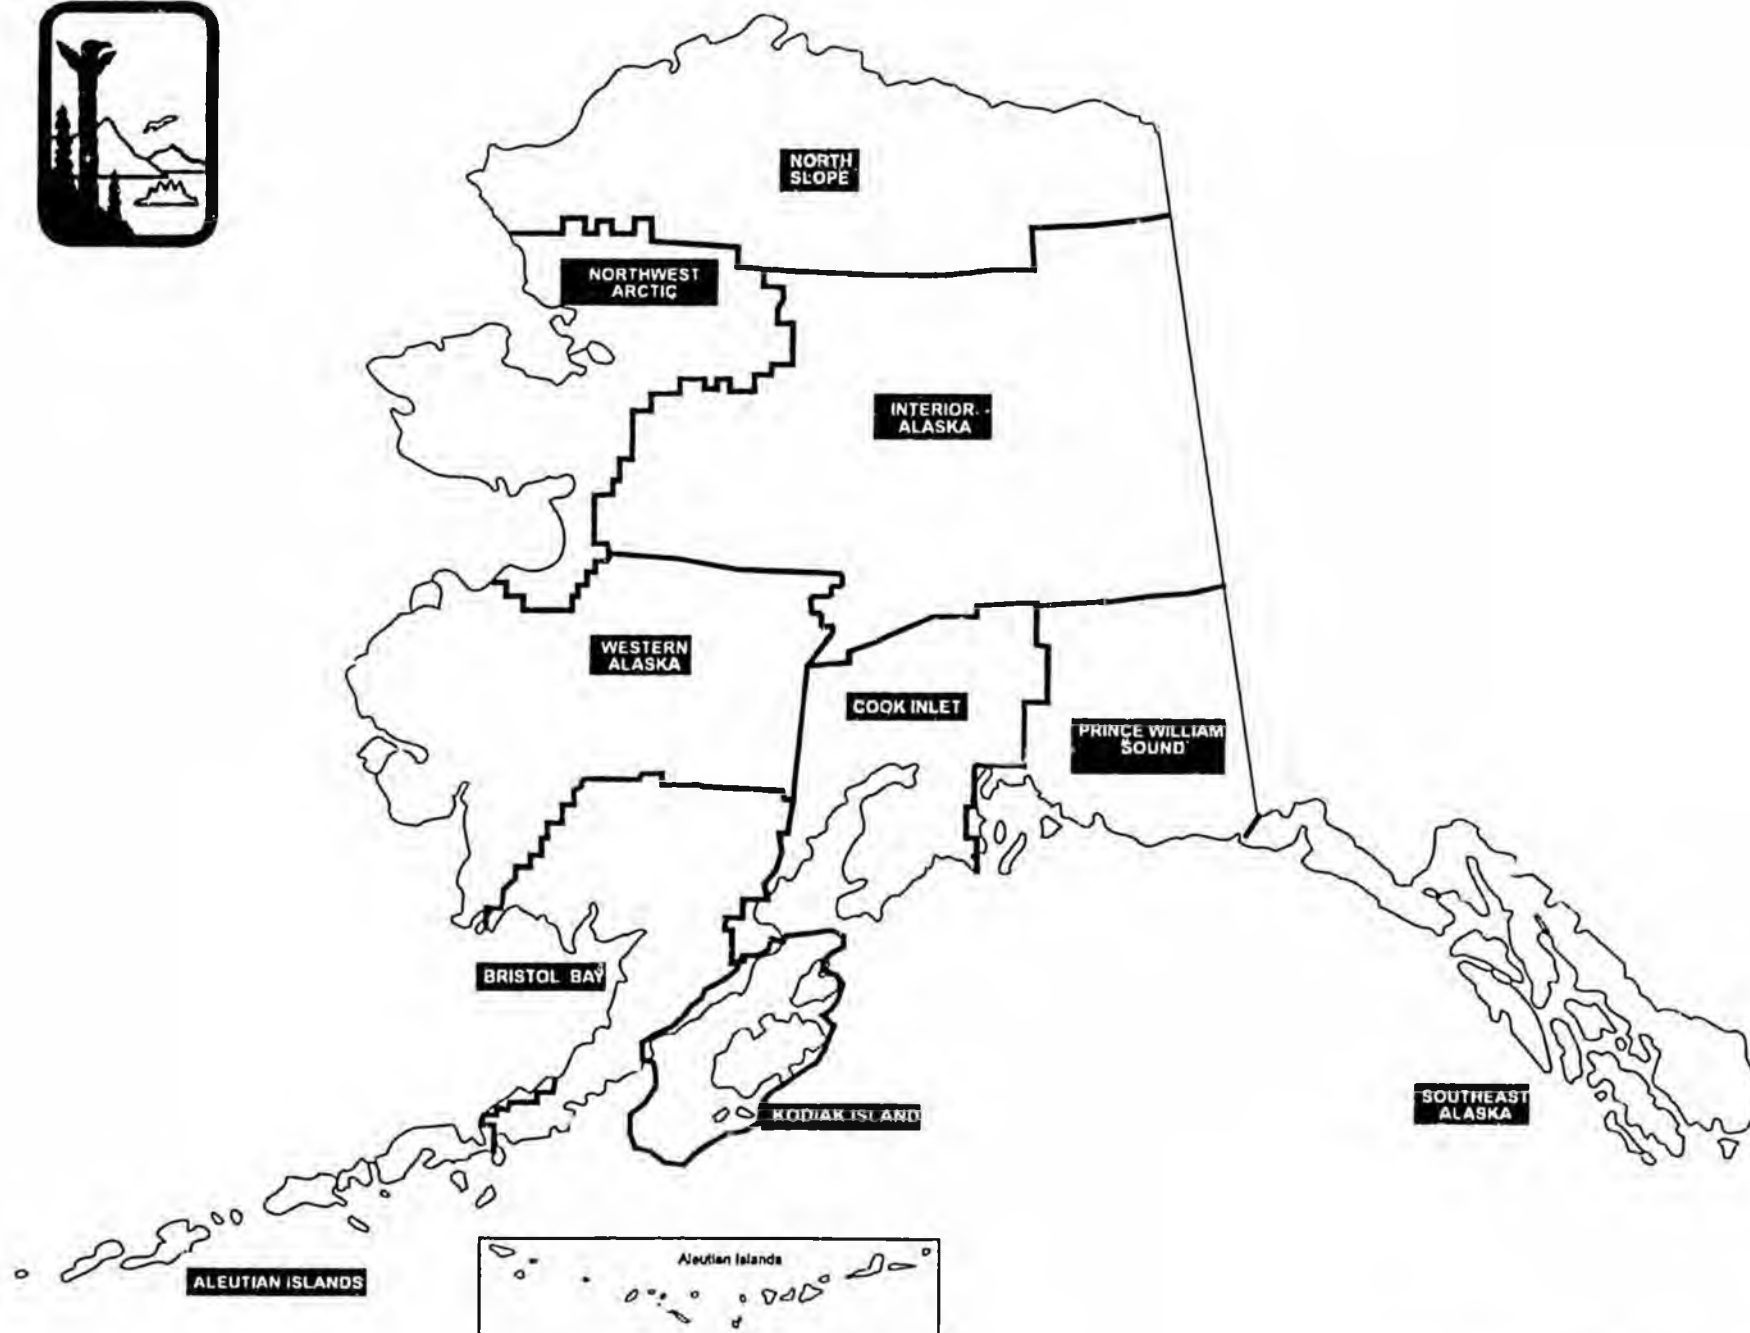 NORTH
SLOPE
NORTHWEST
ARCTIC
INTERIOR
ALASKA
WESTERN
ALASKA
COOK INLET
PRINCE WILLIAM
SOUND
BRISTOL BAY
SOUTHEAST
ALASKA
KODIAK ISLAND
Aleutian Islands
ALEUTIAN ISLANDS